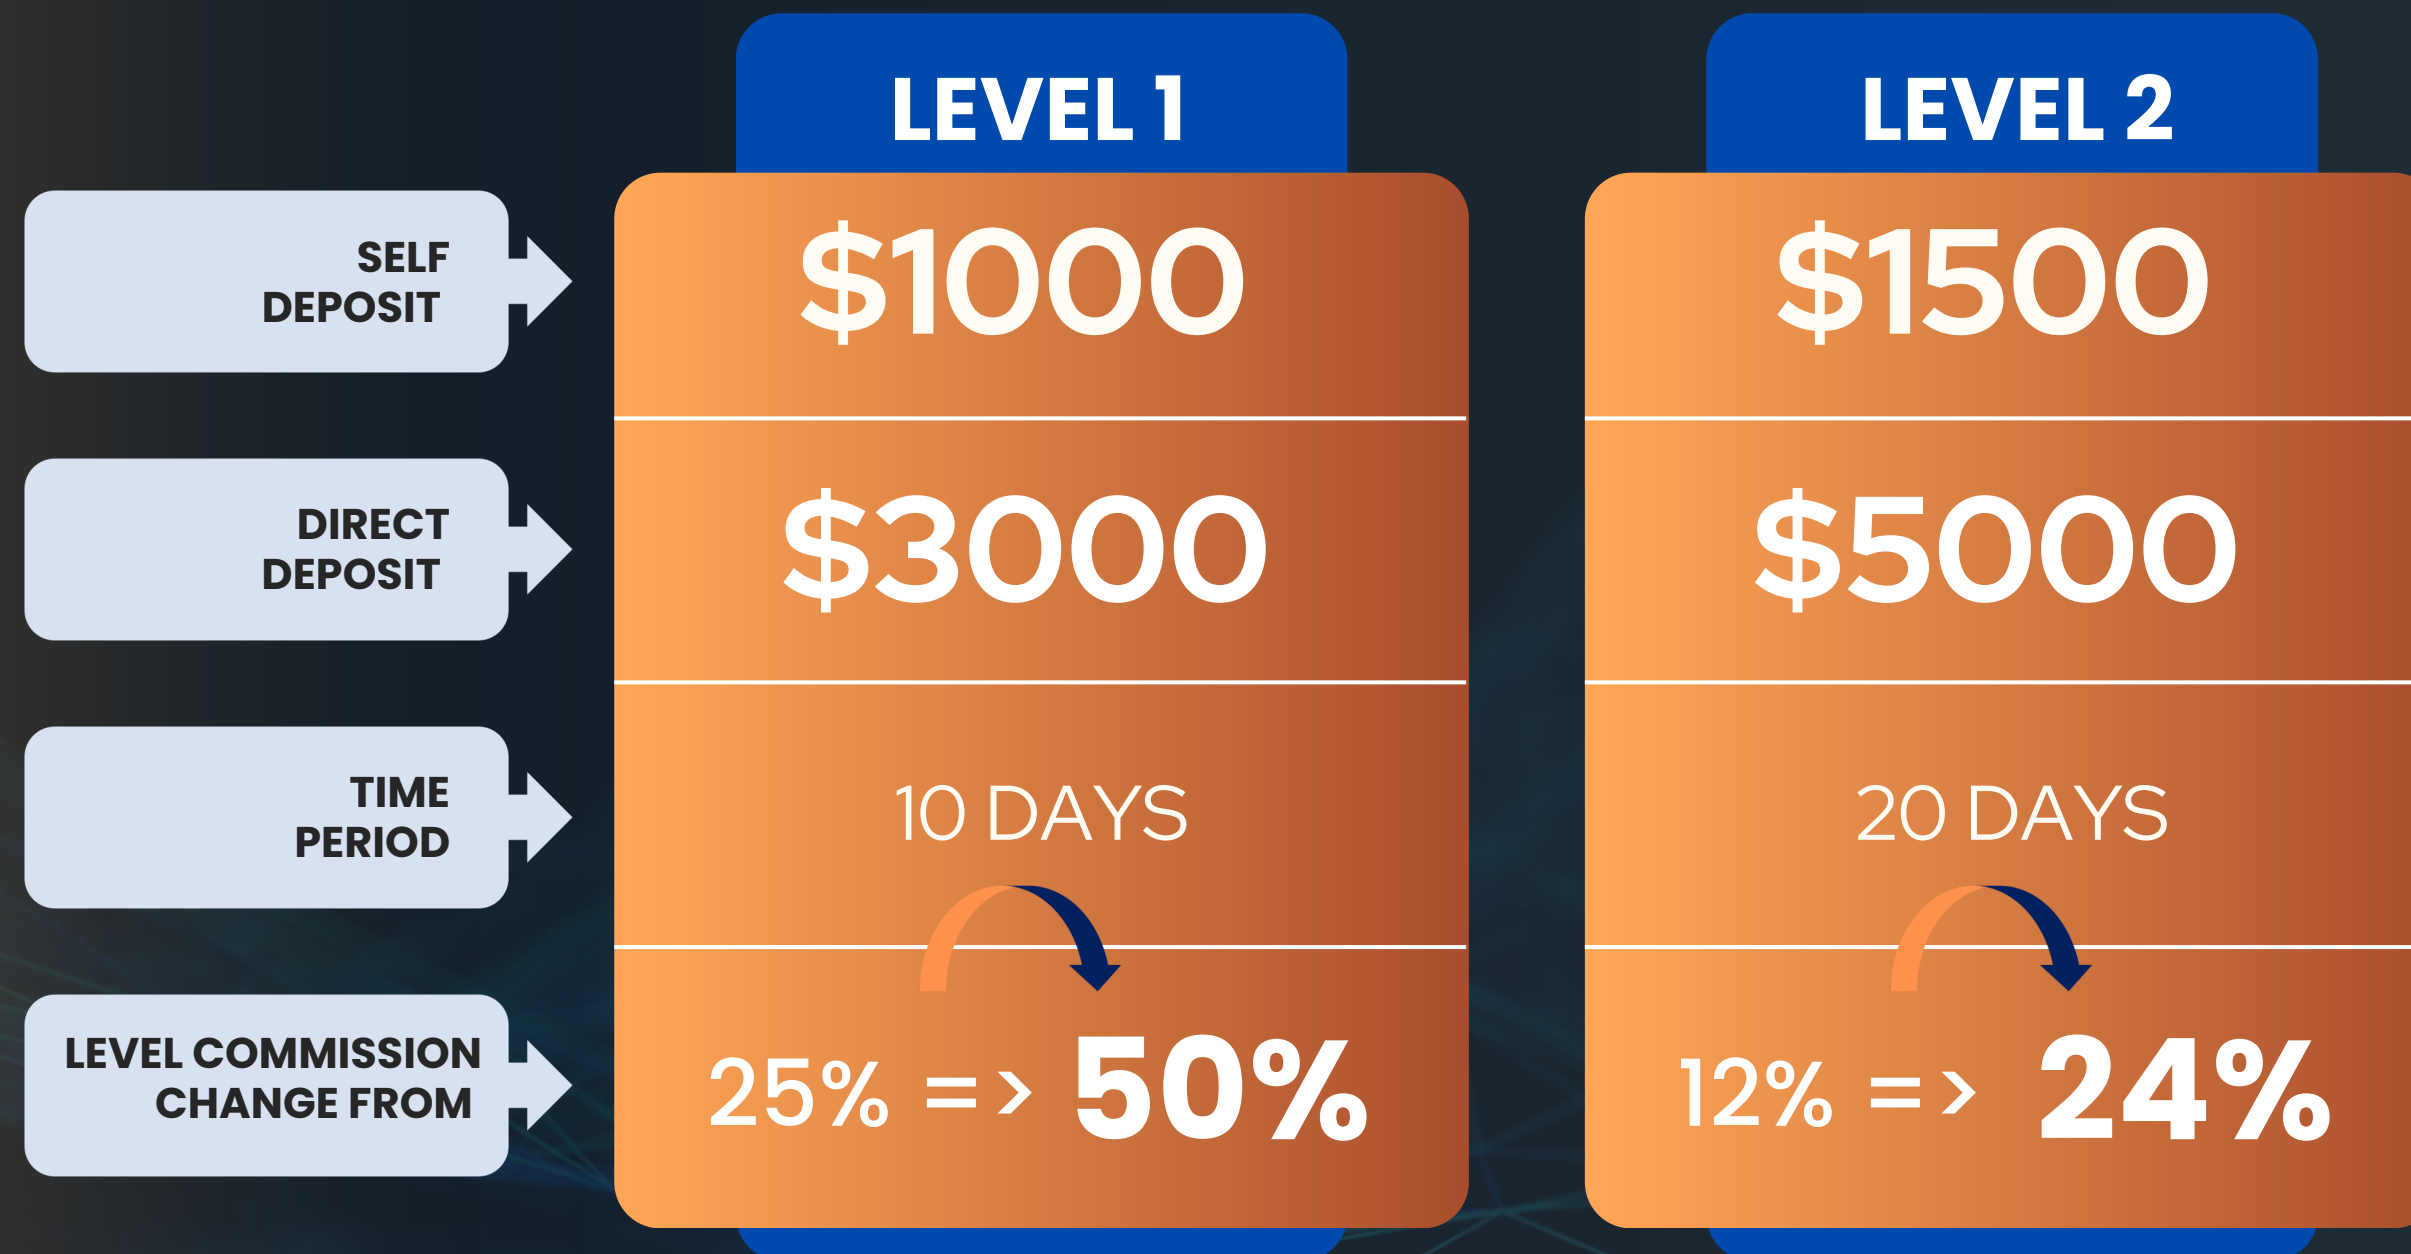 LEVEL 1
LEVEL 2
SELF
DEPOSIT
$1000
$1500
DIRECT
DEPOSIT
$3000
$5000
TIME
PERIOD
10 DAYS
20 DAYS
LEVEL COMMISSION
CHANGE FROM
25% => 50%
12% => 24%